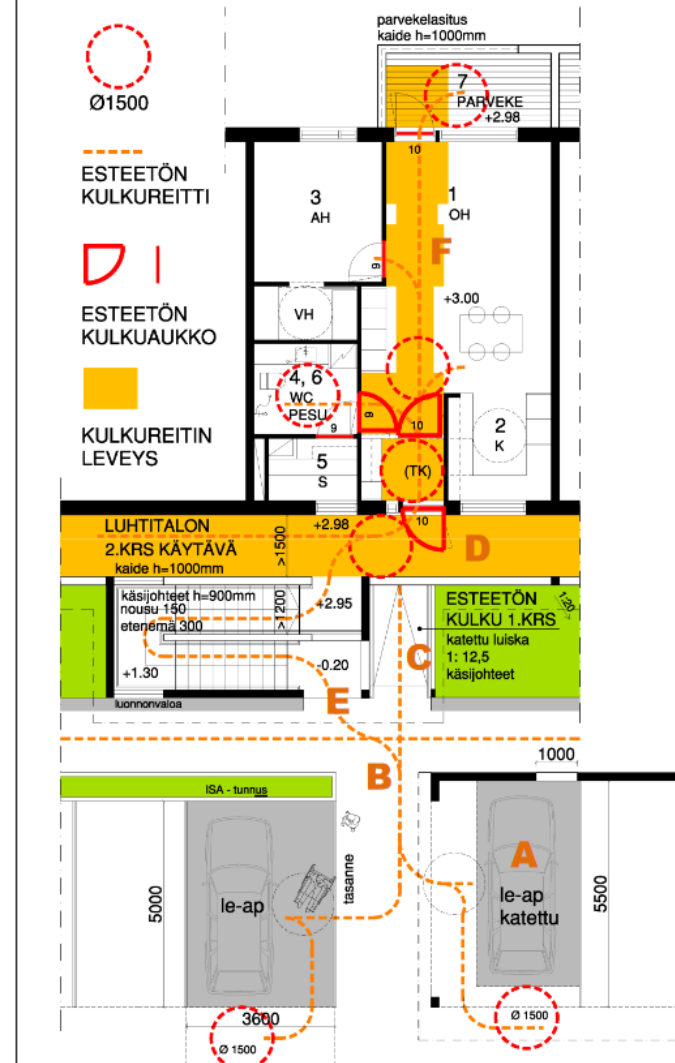 parvekelasitus
kaide h=1000mm
Ø1500
7
PARVEKE
+2.98
10
ESTEETÖN
KULKUREITTI
3
AH
1
OH
F
9
ESTEETÖN
KULKUAUKKO
VH
+3.00
4, 6
WC
PESU
9
9
10
2
K
KULKUREITIN
LEVEYS
5
S
(TK)
LUHTITALON
2.KRS KÄYTÄVÄ
kaide h=1000mm
+2.98
>1500
10
D
käsijohteet h=900mm
nousu 150
etenemä 300
>1200
+2.95
+1.30
-0.20
luonnonvaloa
C
ESTEETÖN
KULKU 1.KRS
katettu luiska
1: 12,5
käsijohteet
1:20
E
B
1000
ISA - tunnus
A
5000
le-ap
tasanne
le-ap
katettu
5500
3600
Ø 1500
Ø 1500